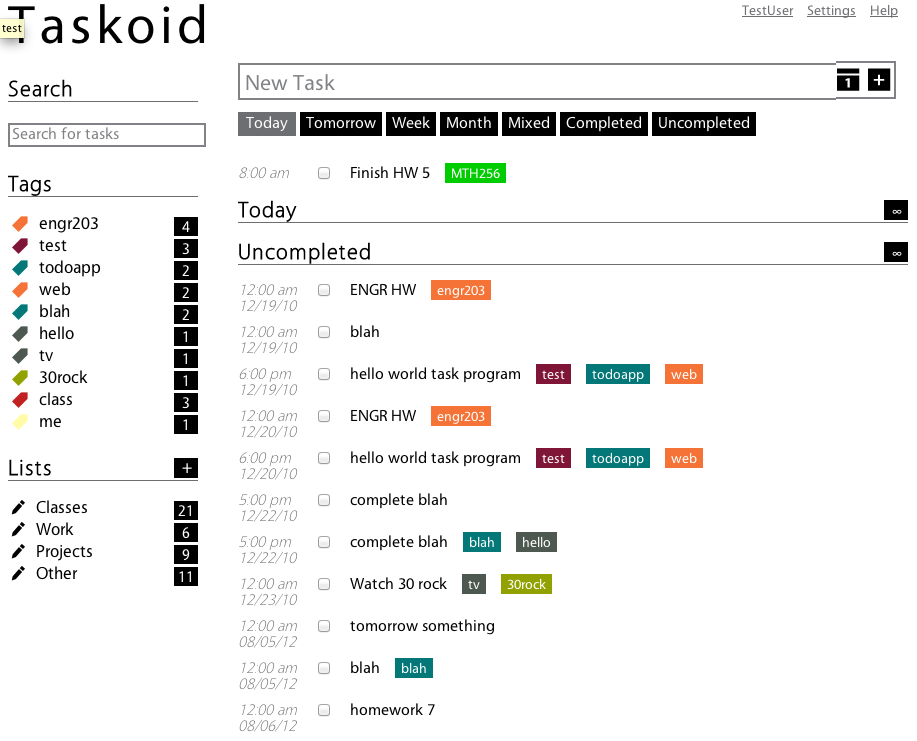 Taskoid
test
TestUser Settings Help
Search
Search for tasks
Tags
engr203 4
test 3
todoapp 2
web 2
blah 2
hello 1
tv 1
30rock 1
class 3
me 1
Lists +
Classes 21
Work 6
Projects 9
Other 11
New Task 1 +
Today Tomorrow Week Month Mixed Completed Uncompleted
8:00 am Finish HW 5 MTH256
Today ∞
Uncompleted ∞
12:00 am ENGR HW engr203
12/19/10
12:00 am blah
12/19/10
6:00 pm hello world task program test todoapp web
12/19/10
12:00 am ENGR HW engr203
12/20/10
6:00 pm hello world task program test todoapp web
12/20/10
5:00 pm complete blah
12/22/10
5:00 pm complete blah blah hello
12/22/10
12:00 am Watch 30 rock tv 30rock
12/23/10
12:00 am tomorrow something
08/05/12
12:00 am blah blah
08/05/12
12:00 am homework 7
08/06/12